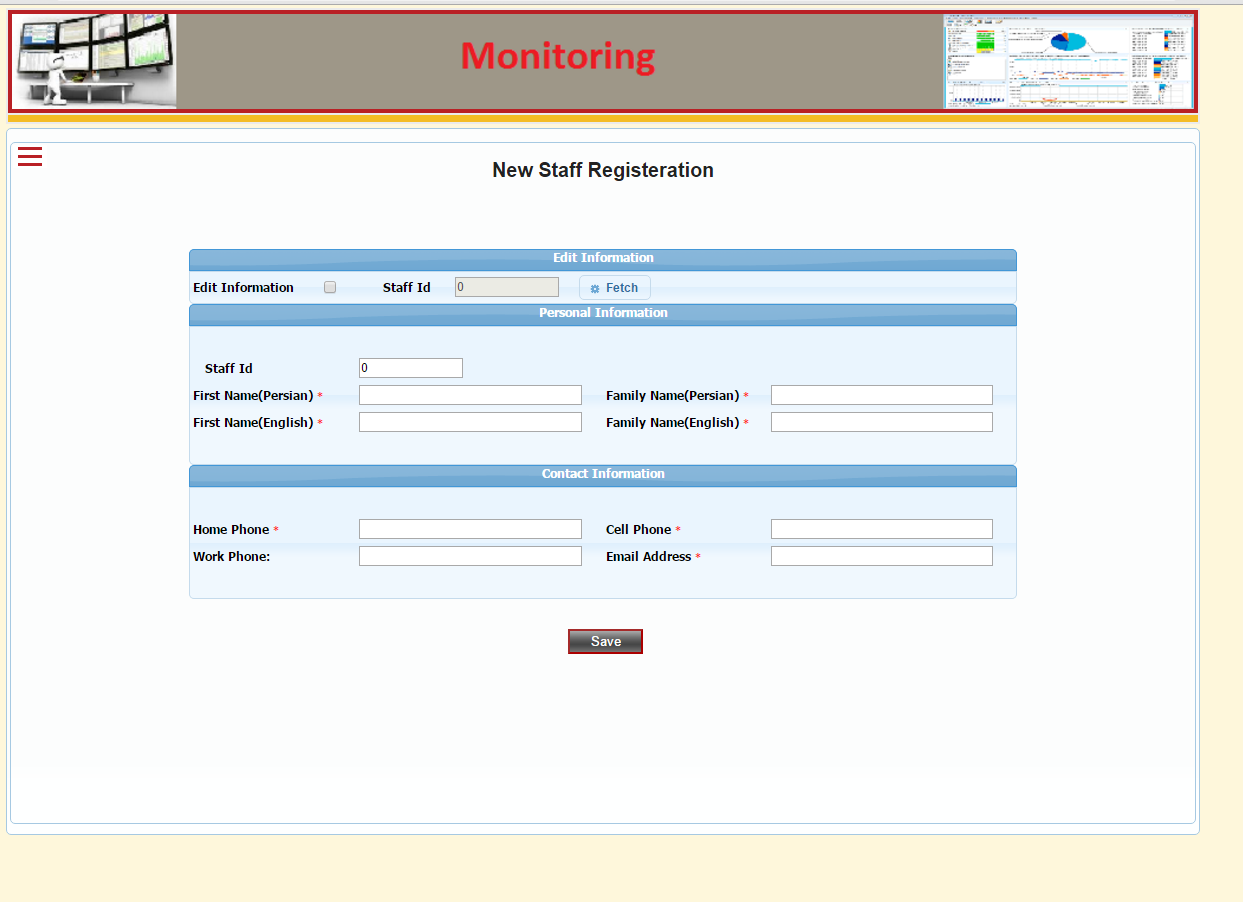 Monitoring
New Staff Registeration
Edit Information
Edit Information Staff Id 0 Fetch
Personal Information
Staff Id 0
First Name(Persian) * Family Name(Persian) *
First Name(English) * Family Name(English) *
Contact Information
Home Phone * Cell Phone *
Work Phone: Email Address *
Save